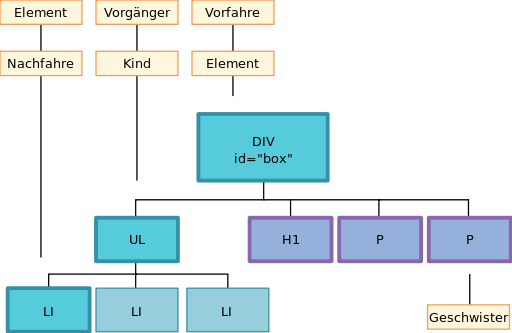 Element
Vorgänger
Vorfahre
Nachfahre
Kind
Element
DIV
id="box"
UL
H1
P
P
LI
LI
LI
Geschwister